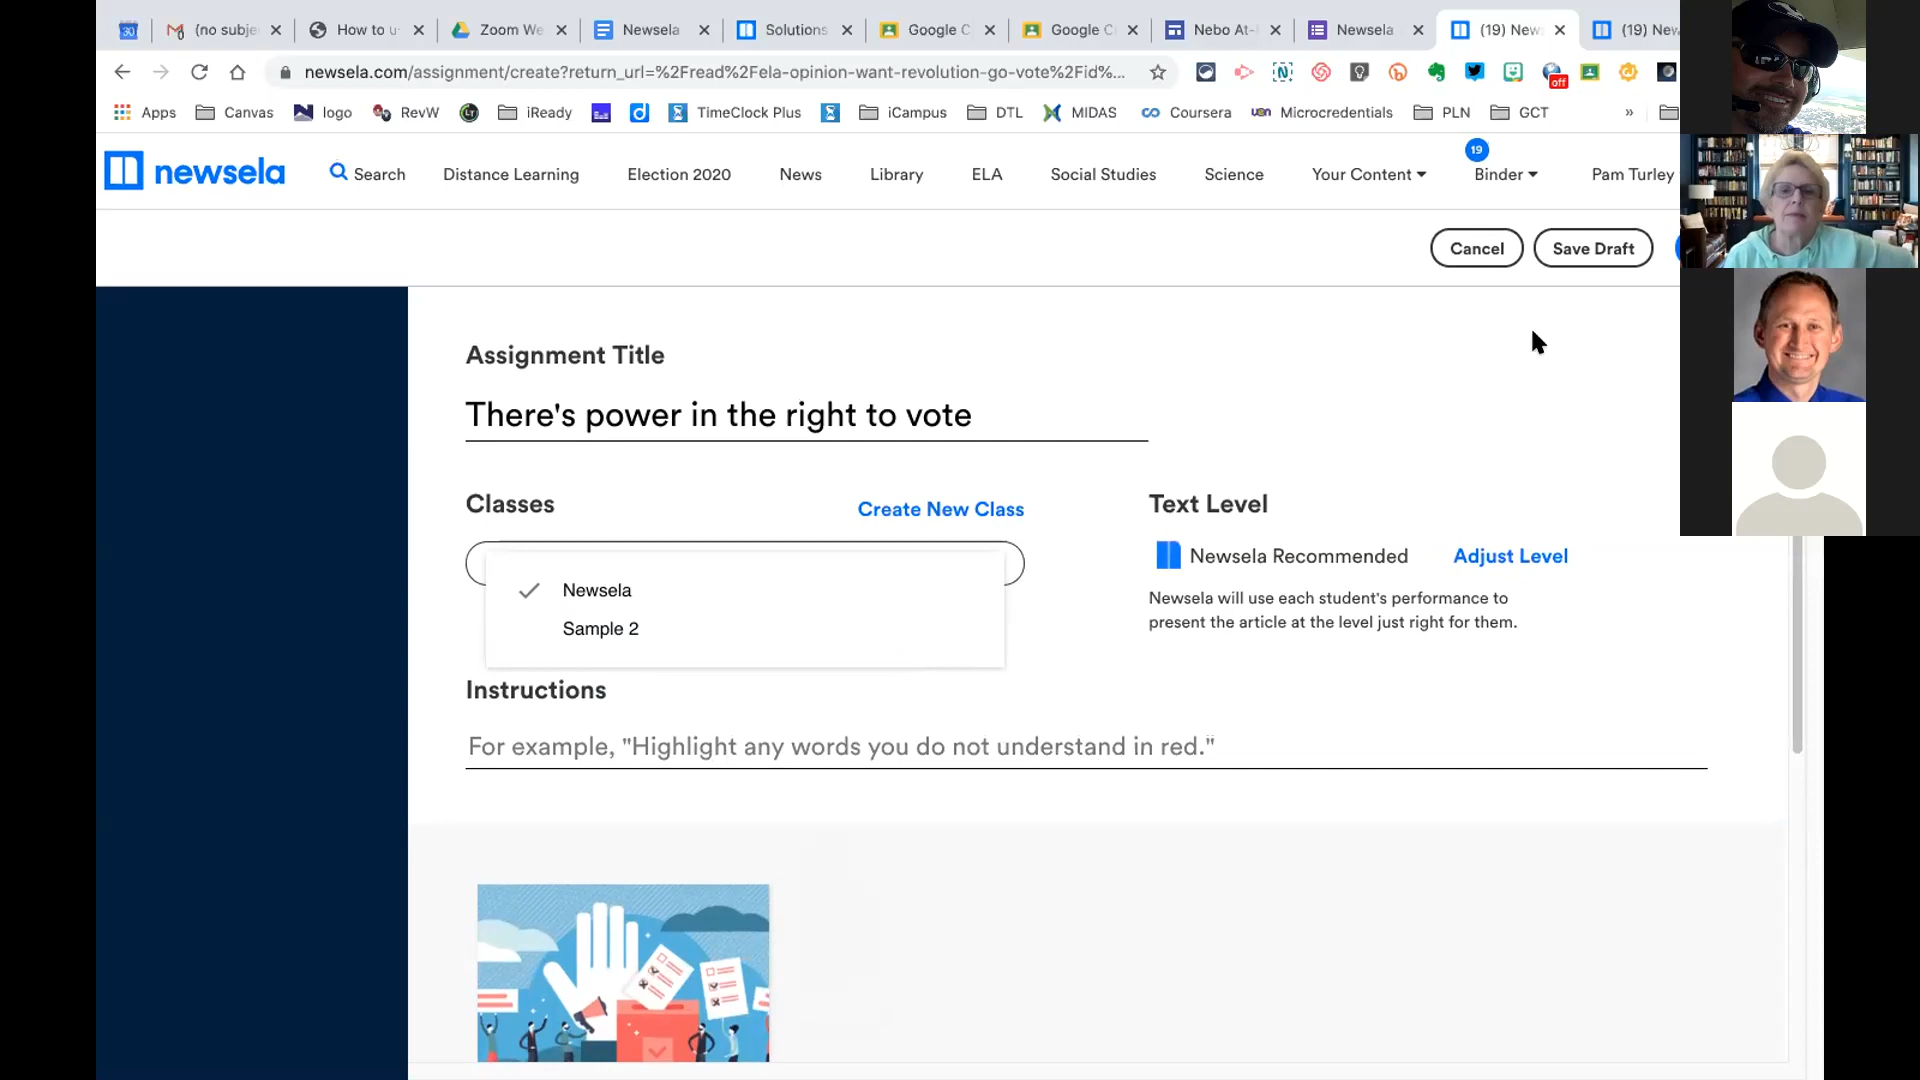 30 (no subje How to u Zoom We Newsela Solutions Google C Google Cl Nebo At- Newsela (19) New (19) New
newsela.com/assignment/create?return_url=%2Fread%2Fela-opinion-want-revolution-go-vote%2Fid%... off
Apps Canvas logo RevW LT iReady TimeClock Plus iCampus DTL MIDAS Coursera Microcredentials PLN GCT »
newsela Search Distance Learning Election 2020 News Library ELA Social Studies Science Your Content 19 Binder Pam Turley
Cancel Save Draft
Assignment Title
There's power in the right to vote
Classes Create New Class Text Level
Newsela Recommended Adjust Level
Newsela
Newsela will use each student's performance to
present the article at the level just right for them.
Sample 2
Instructions
For example, "Highlight any words you do not understand in red."